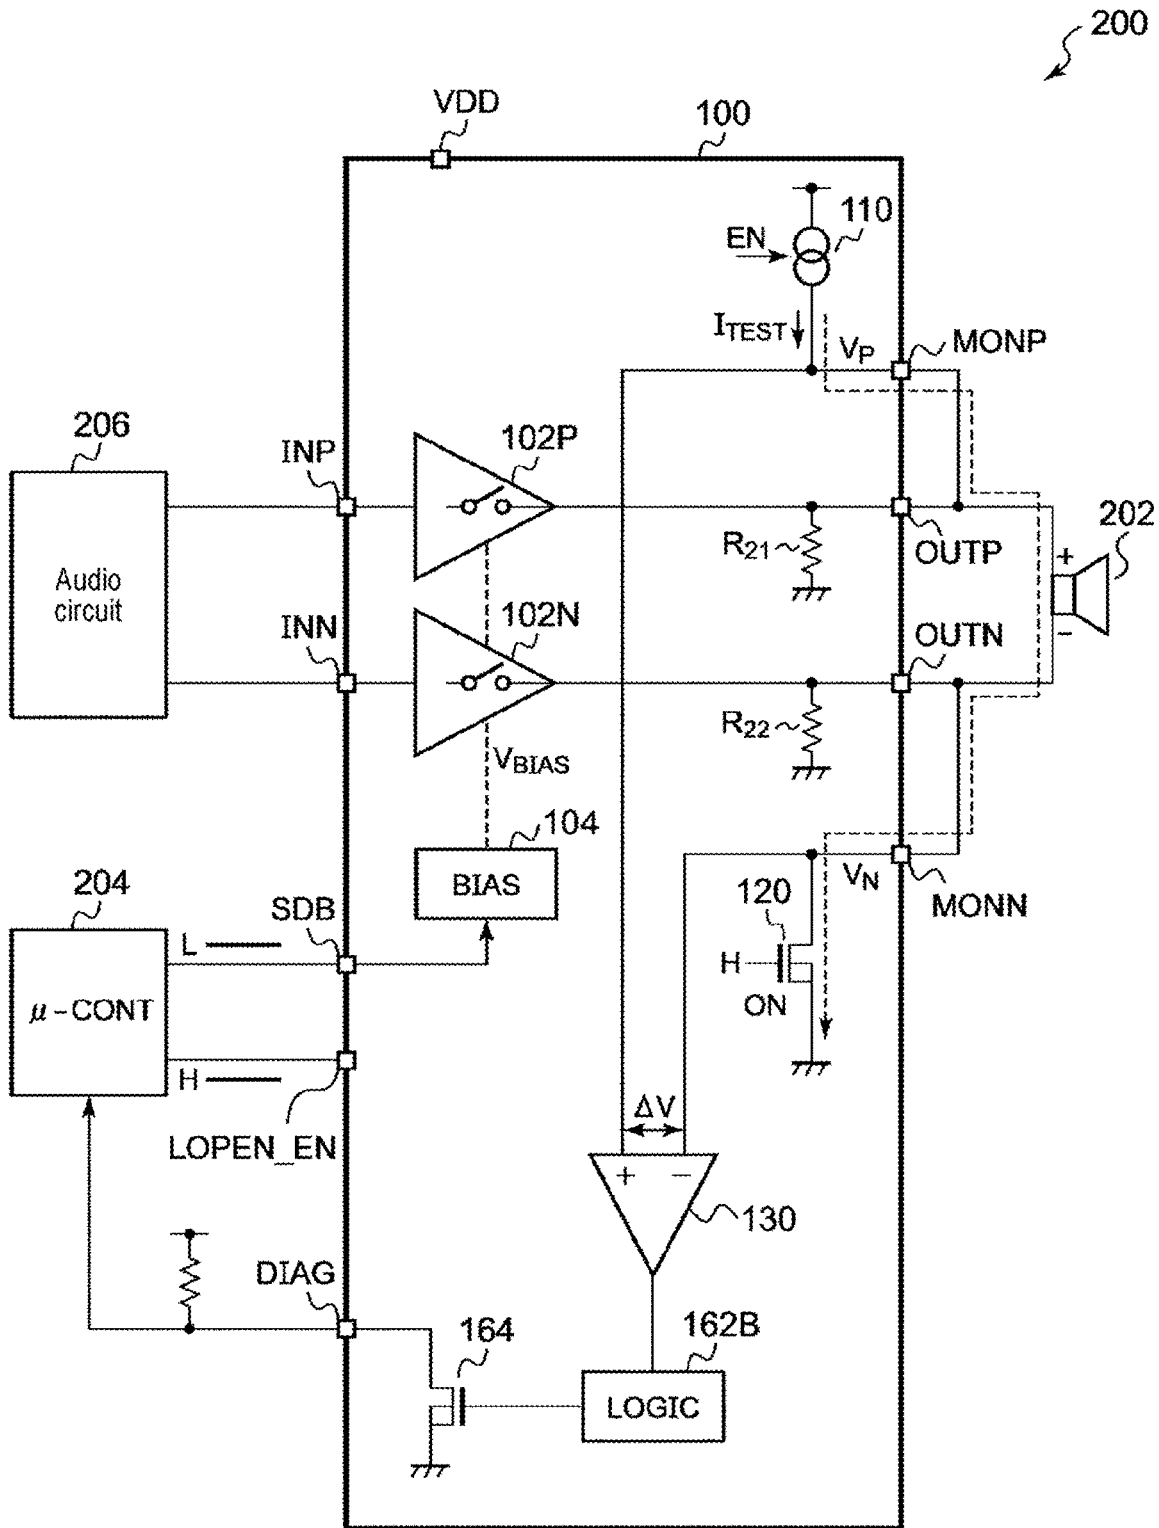 200
VDD
100
110
EN
ITEST
VP
MONP
206
INP
102P
Audio
circuit
R21
OUTP
202
+
−
INN
102N
OUTN
R22
VBIAS
104
BIAS
VN
MONN
204
SDB
L
μ-CONT
H
LOPEN_EN
120
H
ON
ΔV
+ −
130
DIAG
164
162B
LOGIC